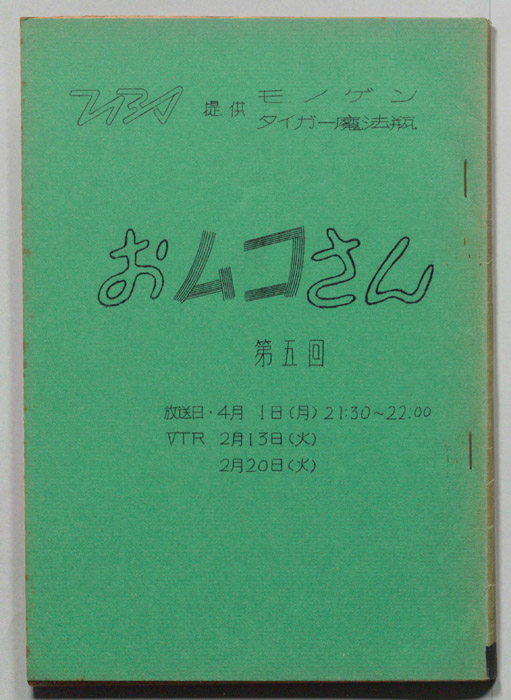 提供 モノゲン
タイガー魔法瓶
おムコさん
第五回
放送日・4月 1日(月) 21:30〜22:00
VTR 2月13日(火)
2月20日(火)